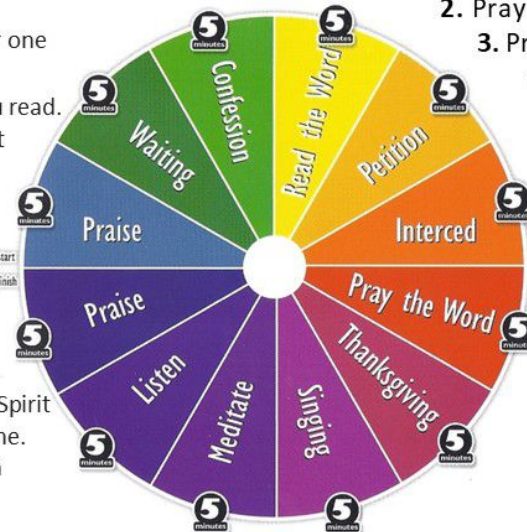 r one
u read.
t
2. Pray
3. Pr
5
minutes
Praise
5
minutes
Waiting
5
minutes
Confession
5
minutes
Read the Word
5
minutes
Petition
5
minutes
Interced
5
minutes
Pray the Word
5
minutes
Thanksgiving
5
minutes
Singing
5
minutes
Meditate
5
minutes
Listen
5
minutes
Praise
tart
inish
Spirit
ne.